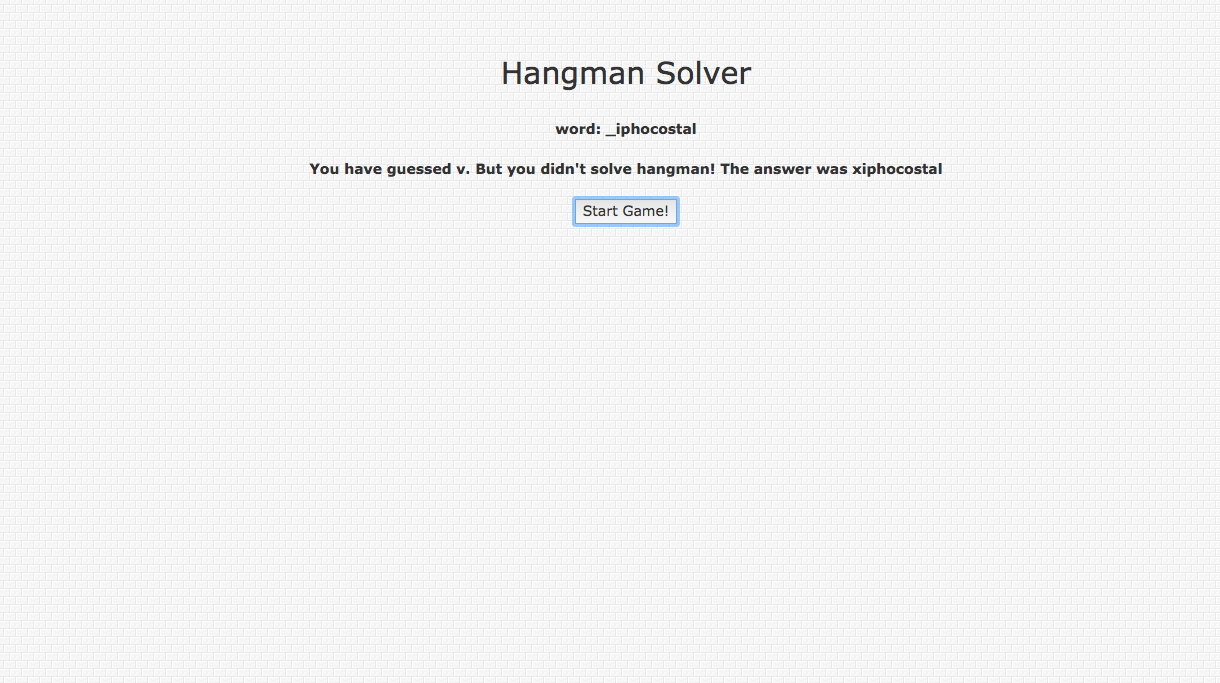 Hangman Solver
word: _iphocostal
You have guessed v. But you didn't solve hangman! The answer was xiphocostal
Start Game!